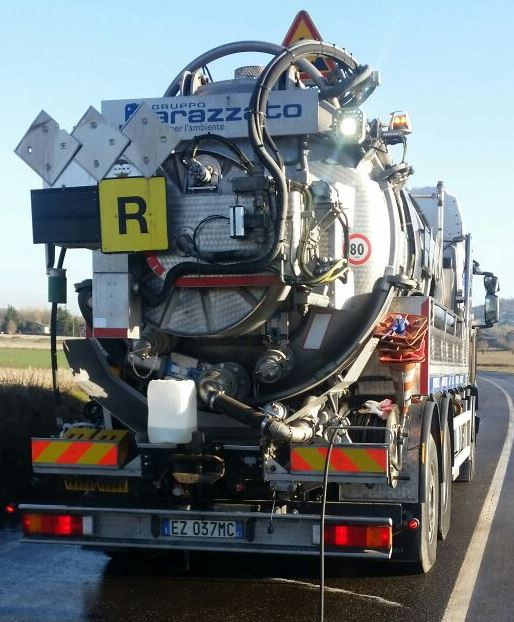 GRUPPO
arazzato
per l'ambiente
R
80
EZ 037MC